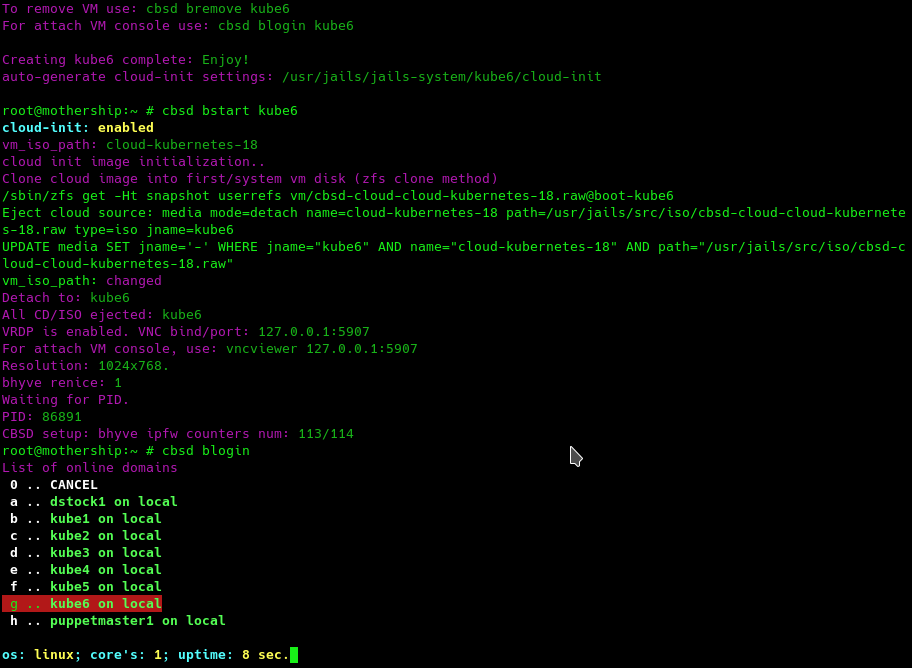 To remove VM use: cbsd bremove kube6
For attach VM console use: cbsd blogin kube6
Creating kube6 complete: Enjoy!
auto-generate cloud-init settings: /usr/jails/jails-system/kube6/cloud-init
root@mothership:~ # cbsd bstart kube6
cloud-init: enabled
vm_iso_path: cloud-kubernetes-18
cloud init image initialization..
Clone cloud image into first/system vm disk (zfs clone method)
/sbin/zfs get -Ht snapshot userrefs vm/cbsd-cloud-cloud-kubernetes-18.raw@boot-kube6
Eject cloud source: media mode=detach name=cloud-kubernetes-18 path=/usr/jails/src/iso/cbsd-cloud-cloud-kubernete
s-18.raw type=iso jname=kube6
UPDATE media SET jname='-' WHERE jname="kube6" AND name="cloud-kubernetes-18" AND path="/usr/jails/src/iso/cbsd-c
loud-cloud-kubernetes-18.raw"
vm_iso_path: changed
Detach to: kube6
All CD/ISO ejected: kube6
VRDP is enabled. VNC bind/port: 127.0.0.1:5907
For attach VM console, use: vncviewer 127.0.0.1:5907
Resolution: 1024x768.
bhyve renice: 1
Waiting for PID.
PID: 86891
CBSD setup: bhyve ipfw counters num: 113/114
root@mothership:~ # cbsd blogin
List of online domains
0 .. CANCEL
a .. dstock1 on local
b .. kube1 on local
c .. kube2 on local
d .. kube3 on local
e .. kube4 on local
f .. kube5 on local
g .. kube6 on local
h .. puppetmaster1 on local
os: linux; core's: 1; uptime: 8 sec.